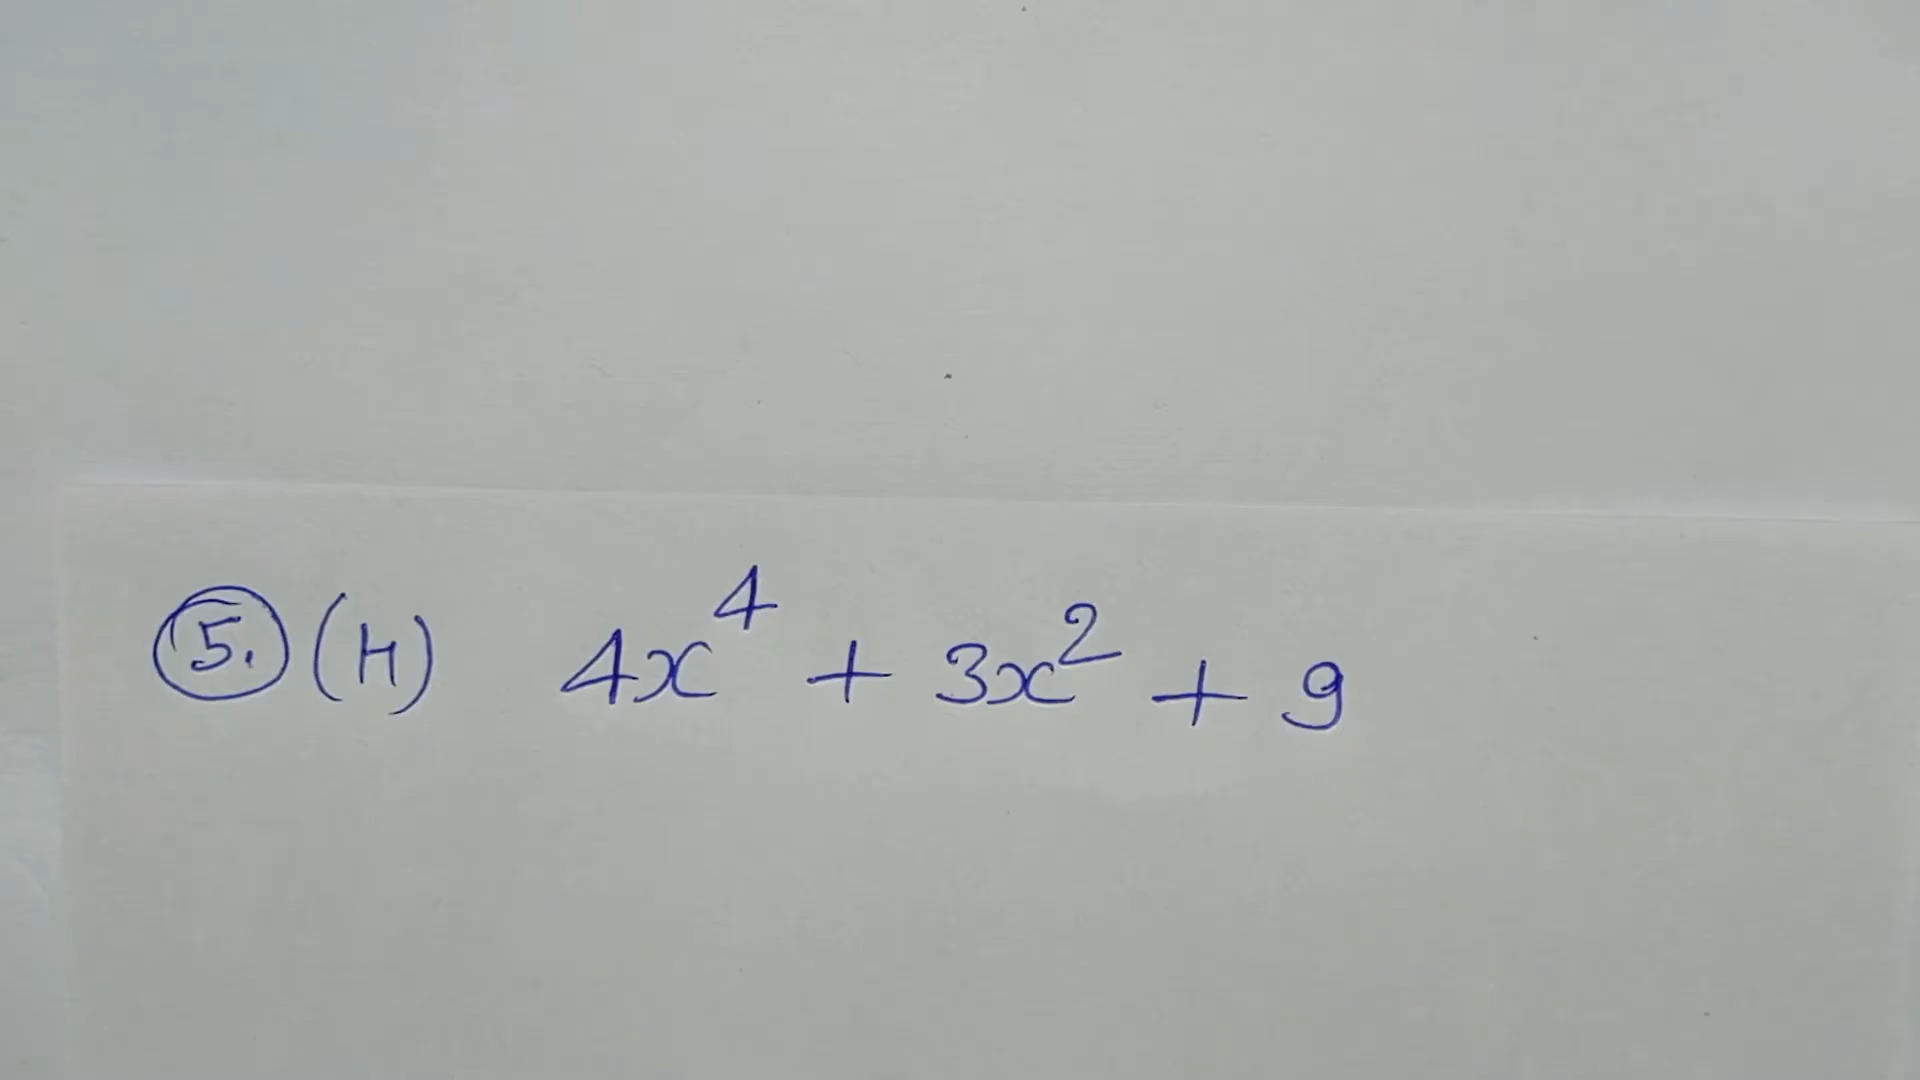 5. (H) 4x⁴ + 3x² + 9